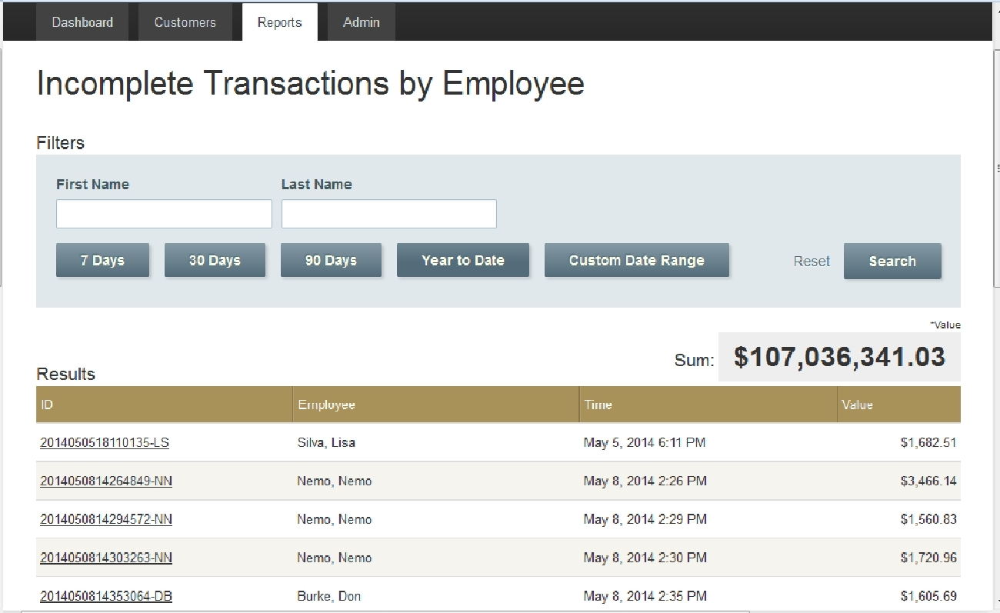 Dashboard Customers Reports Admin
Incomplete Transactions by Employee
Filters
First Name Last Name
7 Days 30 Days 90 Days Year to Date Custom Date Range Reset Search
*Value
Sum: $107,036,341.03
Results
ID Employee Time Value
2014050518110135-LS Silva, Lisa May 5, 2014 6:11 PM $1,682.51
2014050814264849-NN Nemo, Nemo May 8, 2014 2:26 PM $3,466.14
2014050814294572-NN Nemo, Nemo May 8, 2014 2:29 PM $1,560.83
2014050814303263-NN Nemo, Nemo May 8, 2014 2:30 PM $1,720.96
2014050814353064-DB Burke, Don May 8, 2014 2:35 PM $1,605.69